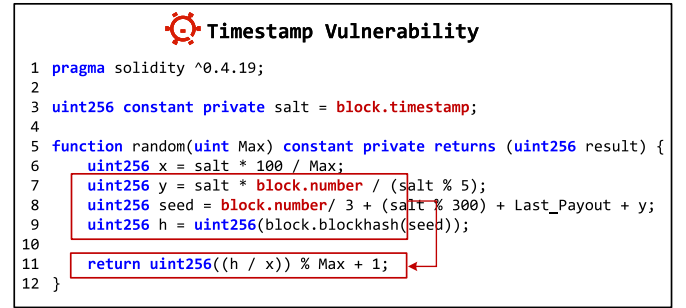 Timestamp Vulnerability
1 pragma solidity ^0.4.19;
2
3 uint256 constant private salt = block.timestamp;
4
5 function random(uint Max) constant private returns (uint256 result) {
6 uint256 x = salt * 100 / Max;
7 uint256 y = salt * block.number / (salt % 5);
8 uint256 seed = block.number/ 3 + (salt % 300) + Last_Payout + y;
9 uint256 h = uint256(block.blockhash(seed));
10
11 return uint256((h / x)) % Max + 1;
12 }